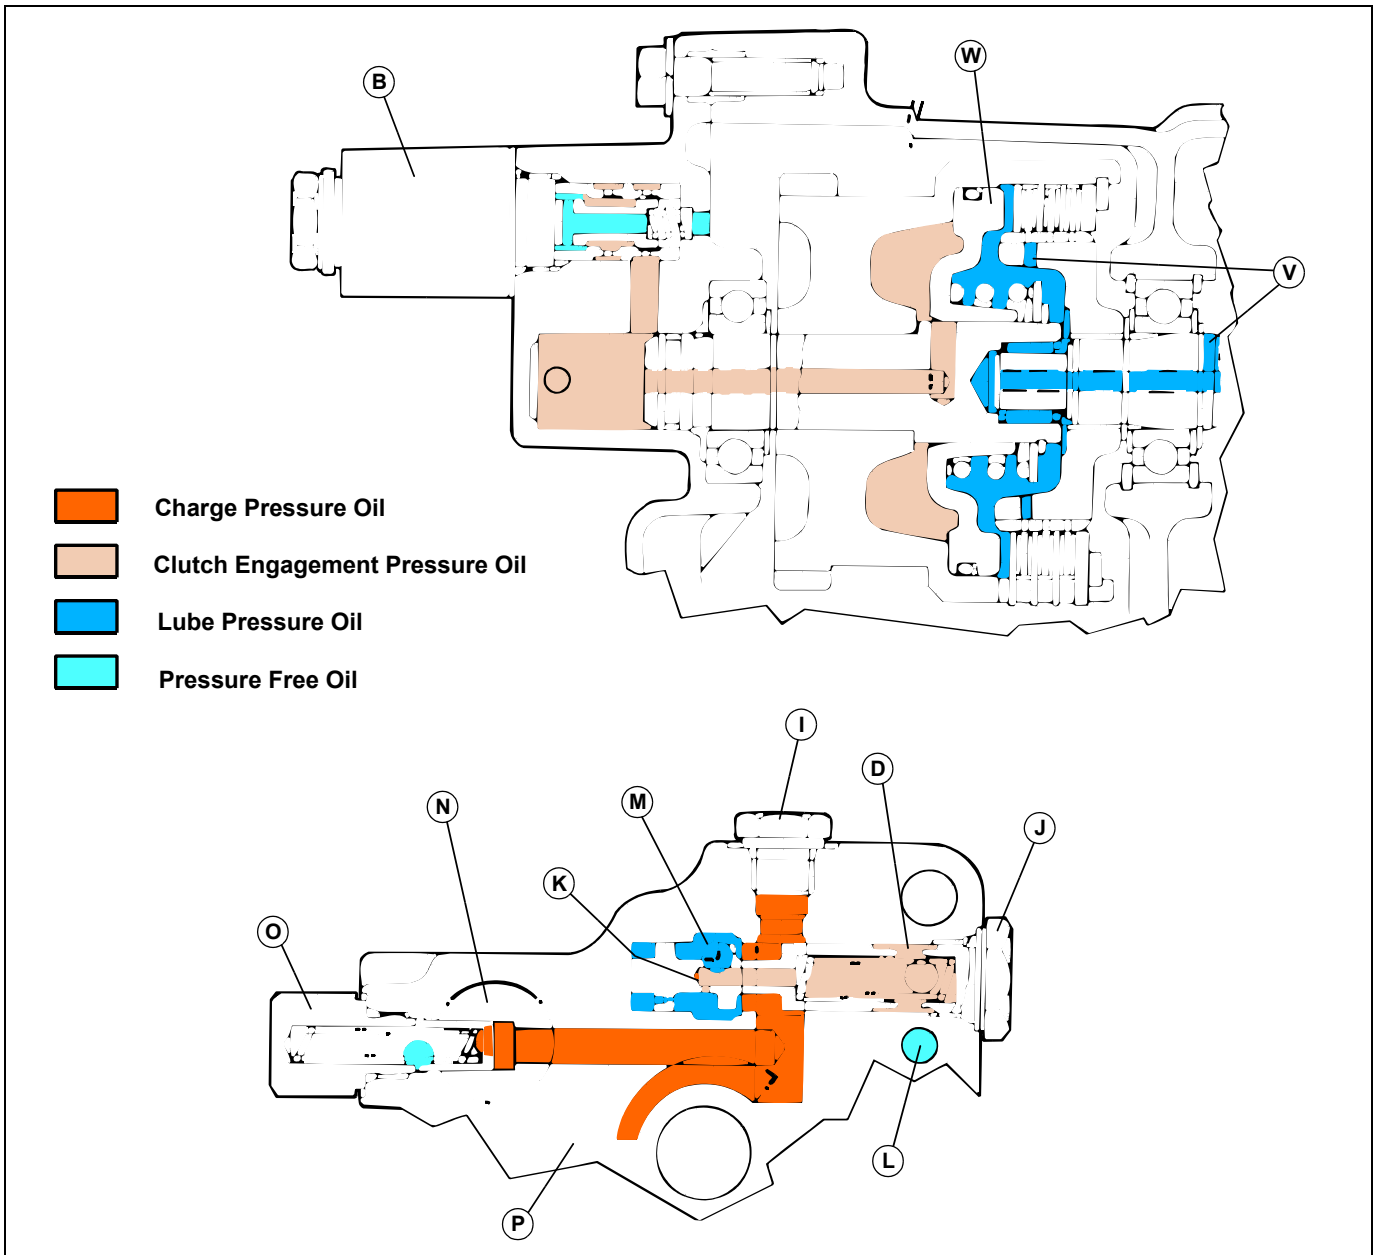 B
W
V
Charge Pressure Oil
Clutch Engagement Pressure Oil
Lube Pressure Oil
Pressure Free Oil
I
D
N
M
J
K
O
L
P